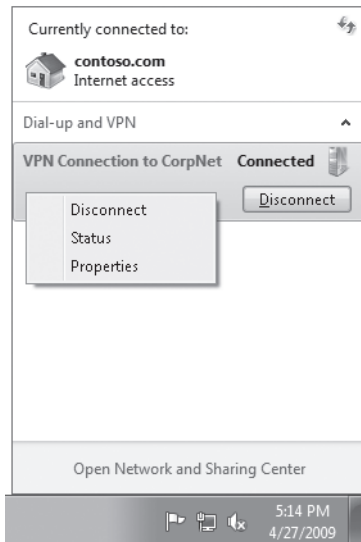 Currently connected to:
contoso.com
Internet access
Dial-up and VPN
VPN Connection to CorpNet Connected
Disconnect
Disconnect
Status
Properties
Open Network and Sharing Center
5:14 PM
4/27/2009